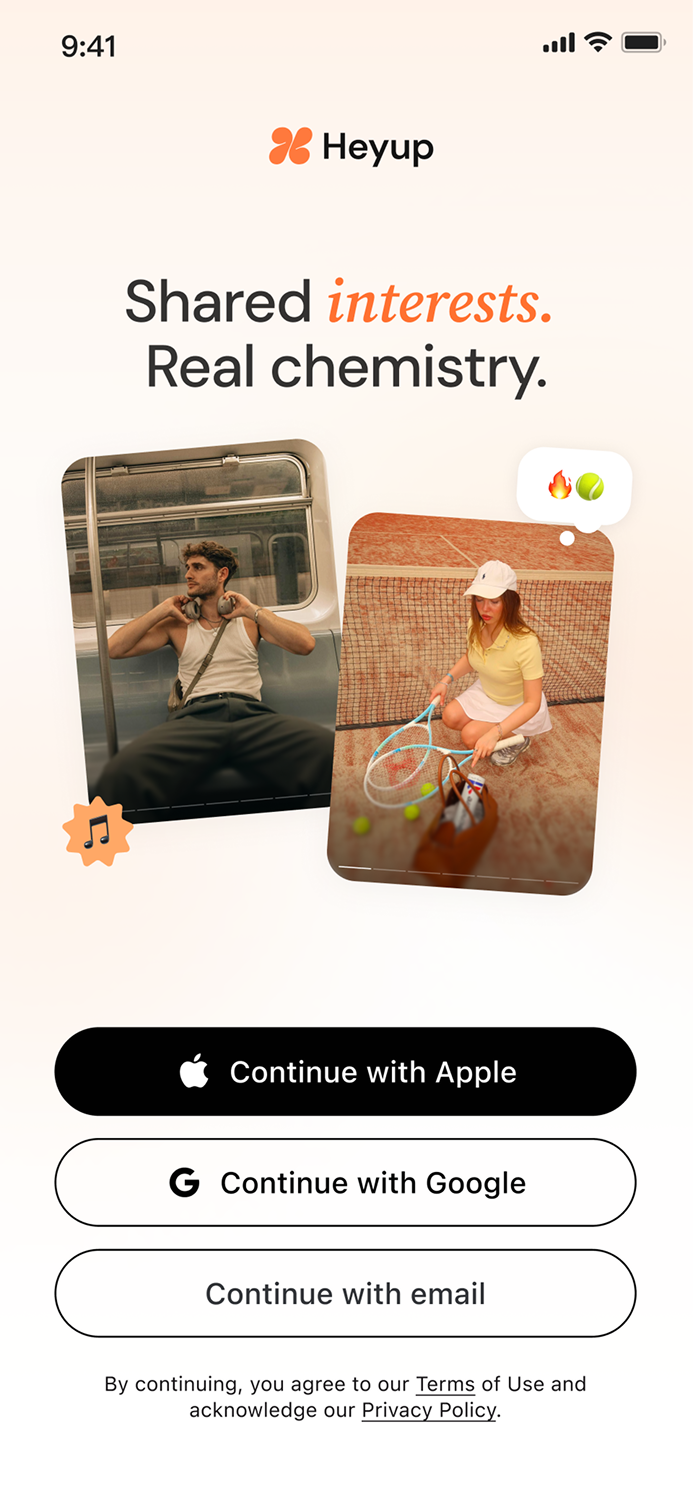 9:41
Heyup
Shared interests.
Real chemistry.
Continue with Apple
Continue with Google
Continue with email
By continuing, you agree to our Terms of Use and
acknowledge our Privacy Policy.